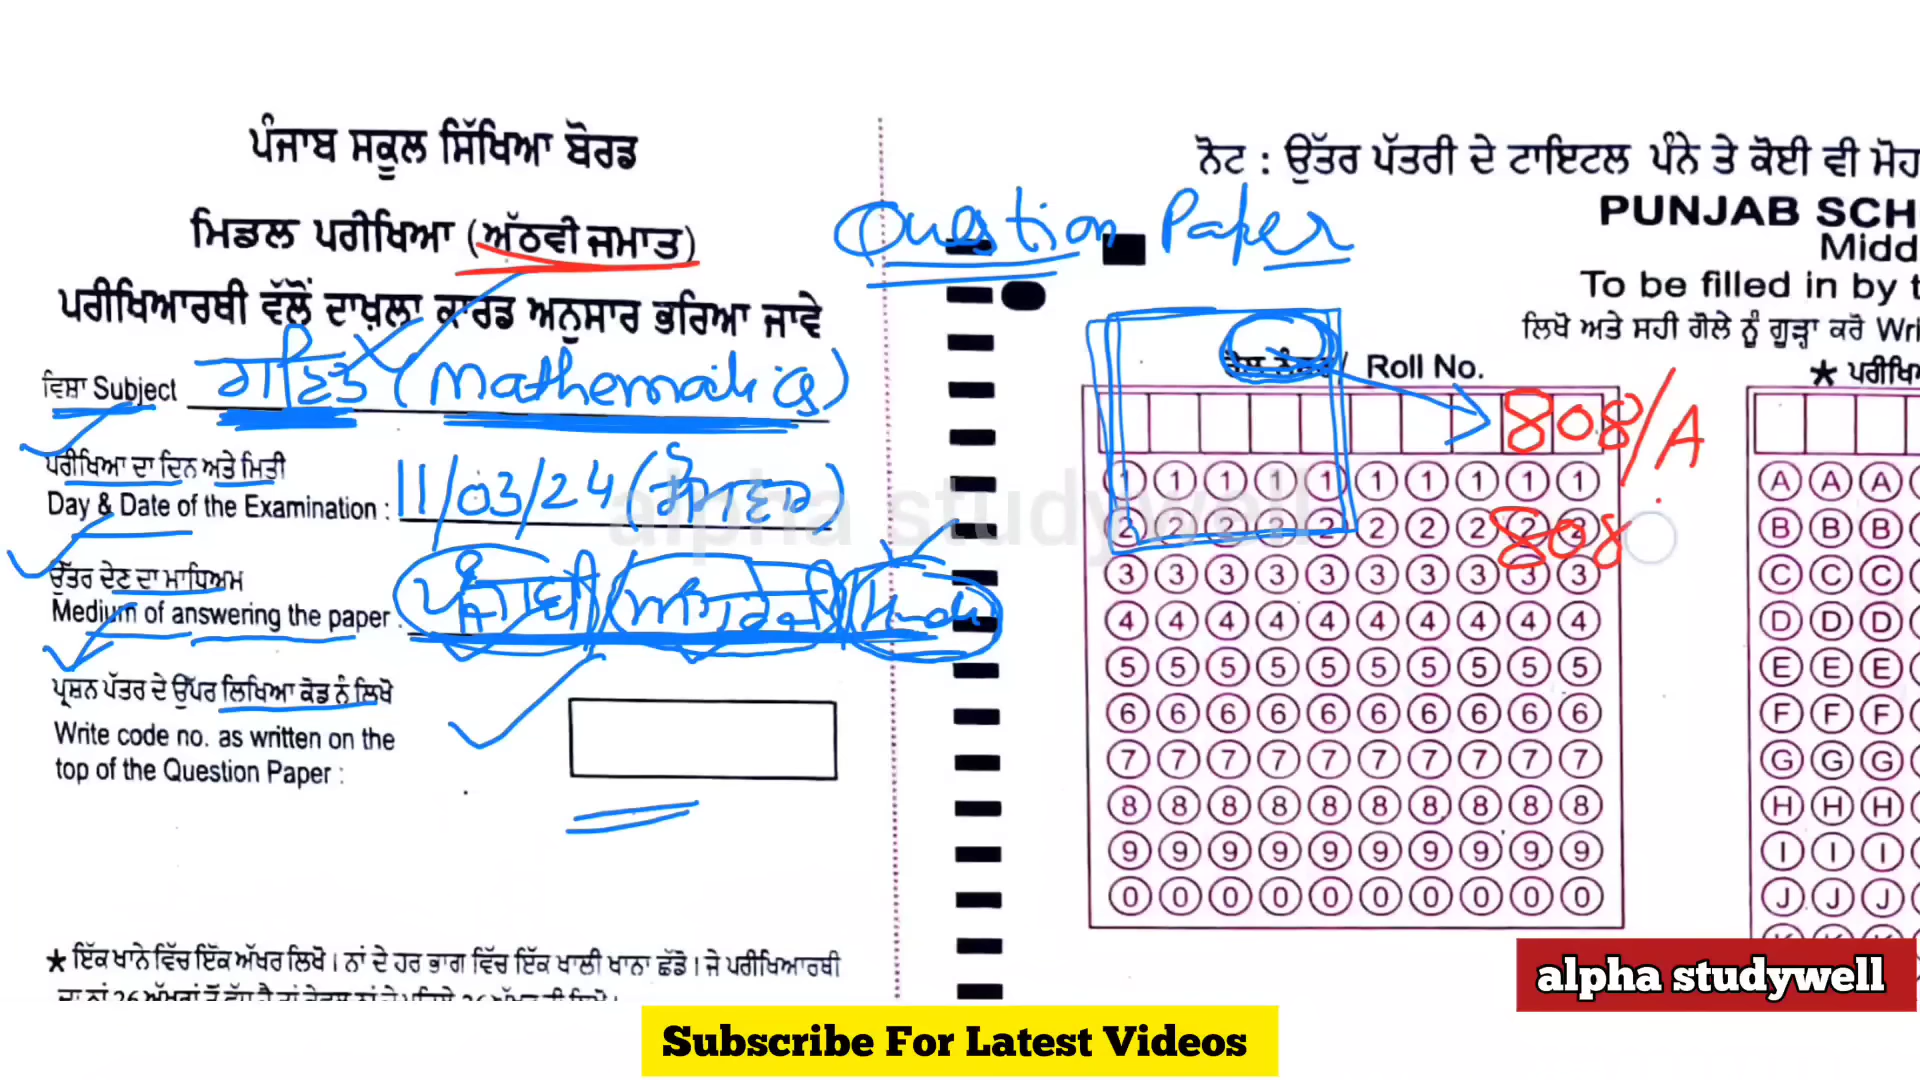 ਪੰਜਾਬ ਸਕੂਲ ਸਿੱਖਿਆ ਬੋਰਡ
ਮਿਡਲ ਪਰੀਖਿਆ (ਅੱਠਵੀ ਜਮਾਤ)
ਪਰੀਖਿਆਰਥੀ ਵੱਲੋਂ ਦਾਖ਼ਲਾ ਕਾਰਡ ਅਨੁਸਾਰ ਭਰਿਆ ਜਾਵੇ
ਵਿਸ਼ਾ Subject ਗਣਿਤ (Mathematics)
ਪਰੀਖਿਆ ਦਾ ਦਿਨ ਅਤੇ ਮਿਤੀ
Day & Date of the Examination : 11/03/24 (ਸੋਮਵਾਰ)
ਉੱਤਰ ਦੇਣ ਦਾ ਮਾਧਿਅਮ
Medium of answering the paper : ਪੰਜਾਬੀ / ਅੰਗਰੇਜ਼ੀ / Hindi
ਪ੍ਰਸ਼ਨ ਪੱਤਰ ਦੇ ਉੱਪਰ ਲਿਖਿਆ ਕੋਡ ਨੰ ਲਿਖੋ
Write code no. as written on the
top of the Question Paper :
★ ਇੱਕ ਖਾਨੇ ਵਿੱਚ ਇੱਕ ਅੱਖਰ ਲਿਖੋ। ਨਾਂ ਦੇ ਹਰ ਭਾਗ ਵਿੱਚ ਇੱਕ ਖਾਲੀ ਖਾਨਾ ਛੱਡੋ। ਜੇ ਪਰੀਖਿਆਰਥੀ
Question Paper
ਨੋਟ : ਉੱਤਰ ਪੱਤਰੀ ਦੇ ਟਾਇਟਲ ਪੰਨੇ ਤੇ ਕੋਈ ਵੀ ਮੋਹ
PUNJAB SCH
Midd
To be filled in by t
ਲਿਖੋ ਅਤੇ ਸਹੀ ਗੋਲੇ ਨੂੰ ਗੂੜਾ ਕਰੋ Wri
Roll No.
★ ਪਰੀਖਿਅ
808/A
808
1 1 1 1 1 1 1 1 1 1
2 2 2 2 2 2 2 2 2 2
3 3 3 3 3 3 3 3 3 3
4 4 4 4 4 4 4 4 4 4
5 5 5 5 5 5 5 5 5 5
6 6 6 6 6 6 6 6 6 6
7 7 7 7 7 7 7 7 7 7
8 8 8 8 8 8 8 8 8 8
9 9 9 9 9 9 9 9 9 9
0 0 0 0 0 0 0 0 0 0
A A A
B B B
C C C
D D D
E E E
F F F
G G G
H H H
I I I
J J J
alpha studywell
alpha studywell
Subscribe For Latest Videos